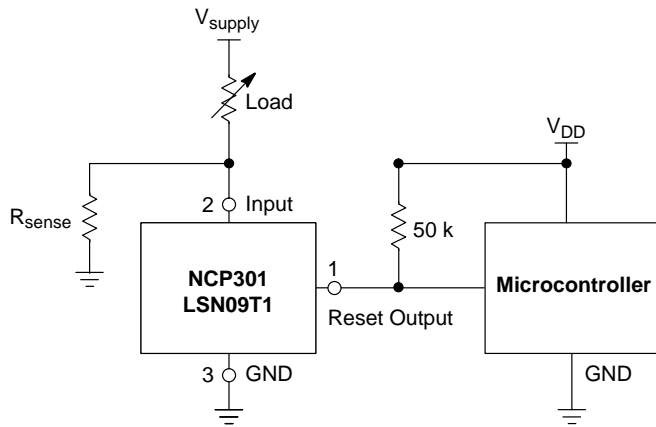 Vsupply
Load
VDD
Rsense
2 Input
50 k
NCP301
LSN09T1
1
Reset Output
Microcontroller
3 GND
GND